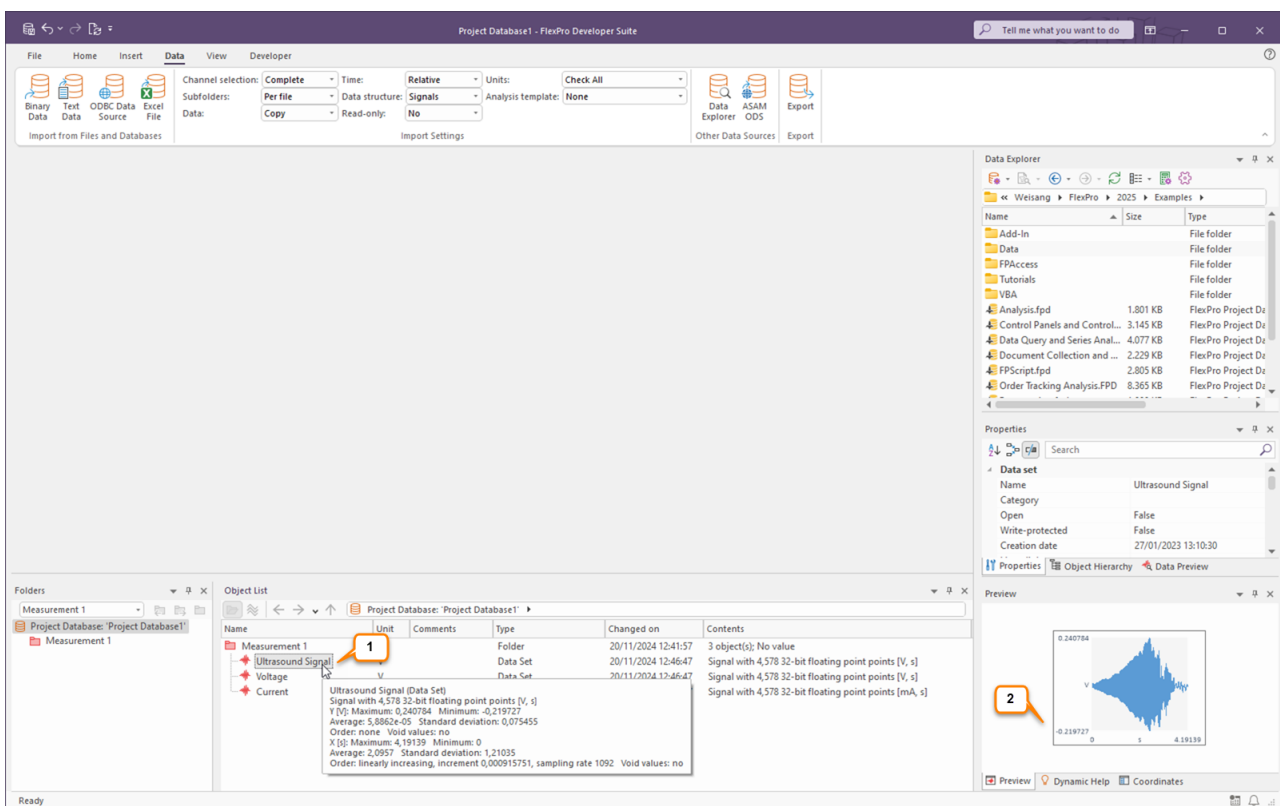 Project Database1 - FlexPro Developer Suite
Tell me what you want to do
File Home Insert Data View Developer
Binary Data
Text Data
ODBC Data Source
Excel File
Import from Files and Databases
Channel selection: Complete Time: Relative Units: Check All
Subfolders: Per file Data structure: Signals Analysis template: None
Data: Copy Read-only: No
Import Settings
Data Explorer
ASAM ODS
Other Data Sources
Export
Export
Data Explorer
« Weisang FlexPro 2025 Examples
Name Size Type
Add-In File folder
Data File folder
FPAccess File folder
Tutorials File folder
VBA File folder
Analysis.fpd 1.801 KB FlexPro Project Da
Control Panels and Control... 3.145 KB FlexPro Project Da
Data Query and Series Anal... 4.077 KB FlexPro Project Da
Document Collection and ... 2.229 KB FlexPro Project Da
FPScript.fpd 2.805 KB FlexPro Project Da
Order Tracking Analysis.FPD 8.365 KB FlexPro Project Da
Properties
Search
Data set
Name Ultrasound Signal
Category
Open False
Write-protected False
Creation date 27/01/2023 13:10:30
Properties Object Hierarchy Data Preview
Folders
Measurement 1
Project Database: 'Project Database1'
Measurement 1
Object List
Project Database: 'Project Database1'
Name Unit Comments Type Changed on Contents
Measurement 1 Folder 20/11/2024 12:41:57 3 object(s); No value
Ultrasound Signal Data Set 20/11/2024 12:46:47 Signal with 4,578 32-bit floating point points [V, s]
Voltage V Data Set 20/11/2024 12:46:47 Signal with 4,578 32-bit floating point points [V, s]
Current Signal with 4,578 32-bit floating point points [mA, s]
1
Ultrasound Signal (Data Set)
Signal with 4,578 32-bit floating point points [V, s]
Y [V]: Maximum: 0,240784 Minimum: -0,219727
Average: 5,8862e-05 Standard deviation: 0,075455
Order: none Void values: no
X [s]: Maximum: 4,19139 Minimum: 0
Average: 2,0957 Standard deviation: 1,21035
Order: linearly increasing, increment 0,000915751, sampling rate 1092 Void values: no
Preview
0.240784
V
-0.219727
0 s 4.19139
2
Preview Dynamic Help Coordinates
Ready